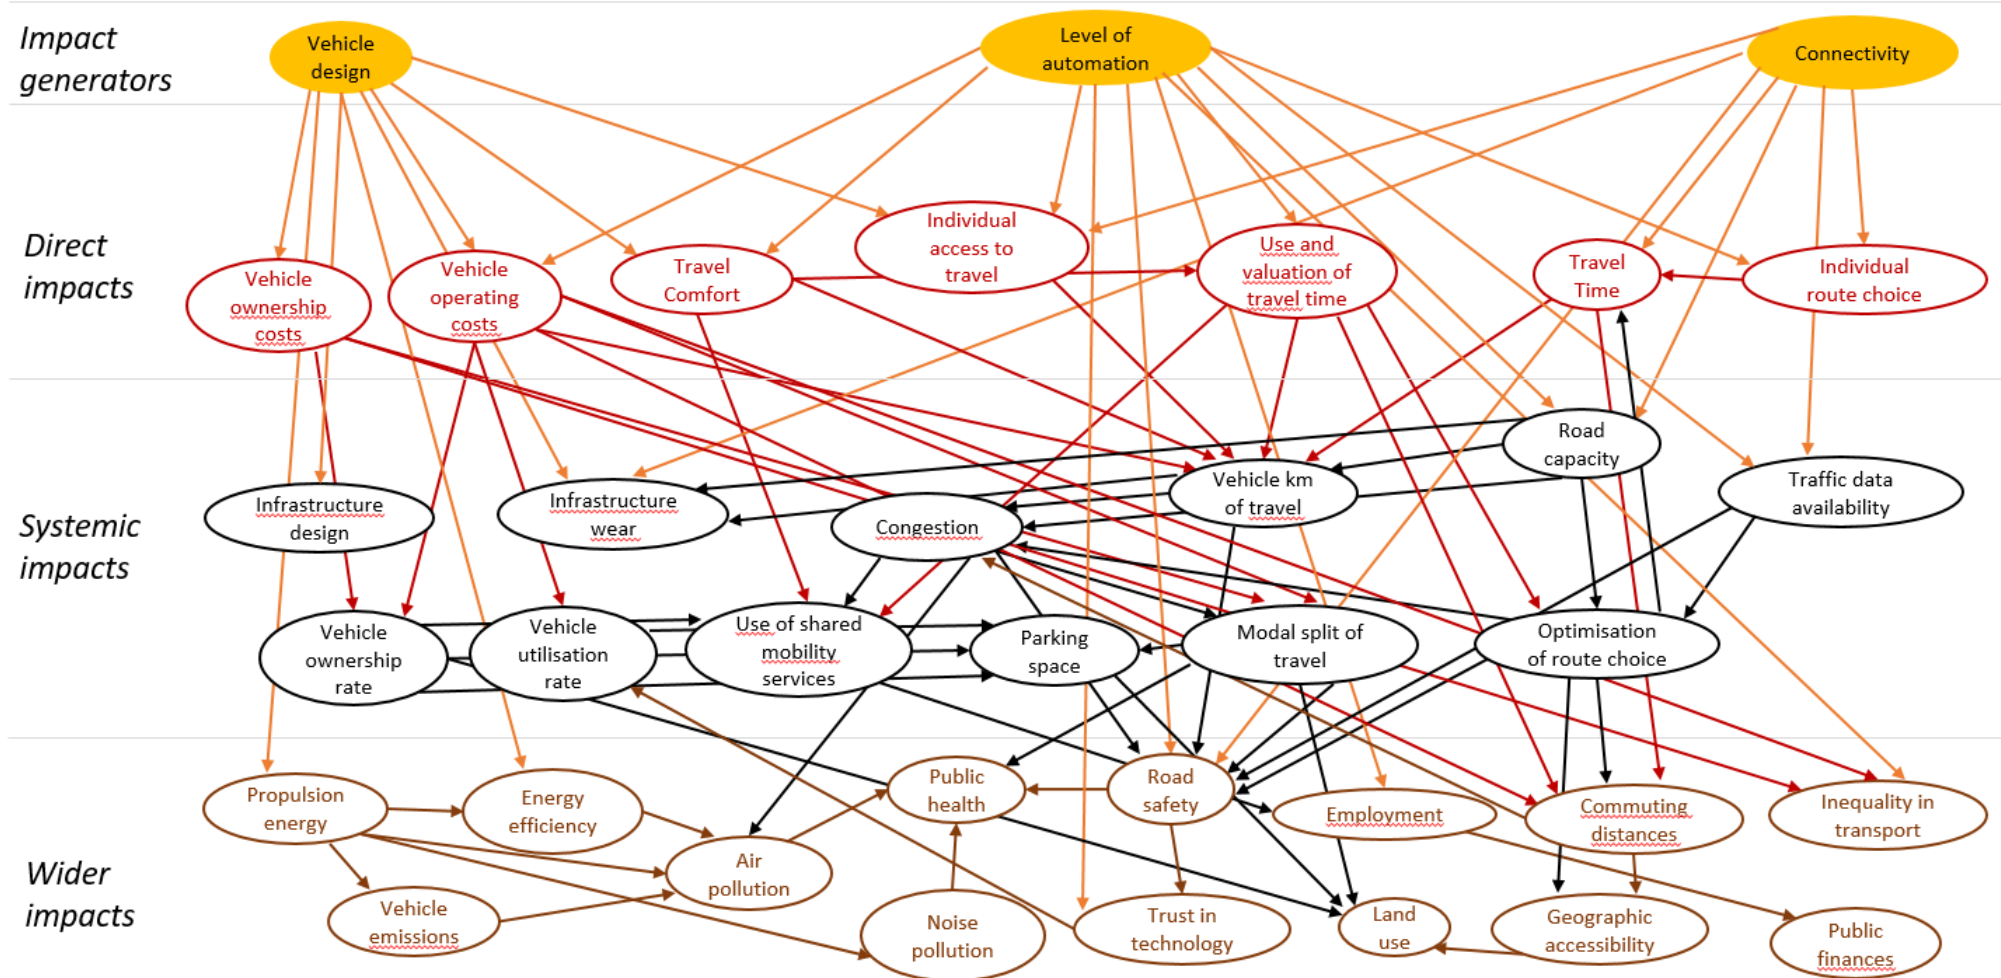 Impact
generators
Vehicle
design
Level of
automation
Connectivity
Direct
impacts
Vehicle
ownership
costs
Vehicle
operating
costs
Travel
Comfort
Individual
access to
travel
Use and
valuation of
travel time
Travel
Time
Individual
route choice
Systemic
impacts
Infrastructure
design
Infrastructure
wear
Congestion
Vehicle km
of travel
Road
capacity
Traffic data
availability
Vehicle
ownership
rate
Vehicle
utilisation
rate
Use of shared
mobility
services
Parking
space
Modal split of
travel
Optimisation
of route choice
Wider
impacts
Propulsion
energy
Energy
efficiency
Public
health
Road
safety
Employment
Commuting
distances
Inequality in
transport
Air
pollution
Vehicle
emissions
Noise
pollution
Trust in
technology
Land
use
Geographic
accessibility
Public
finances